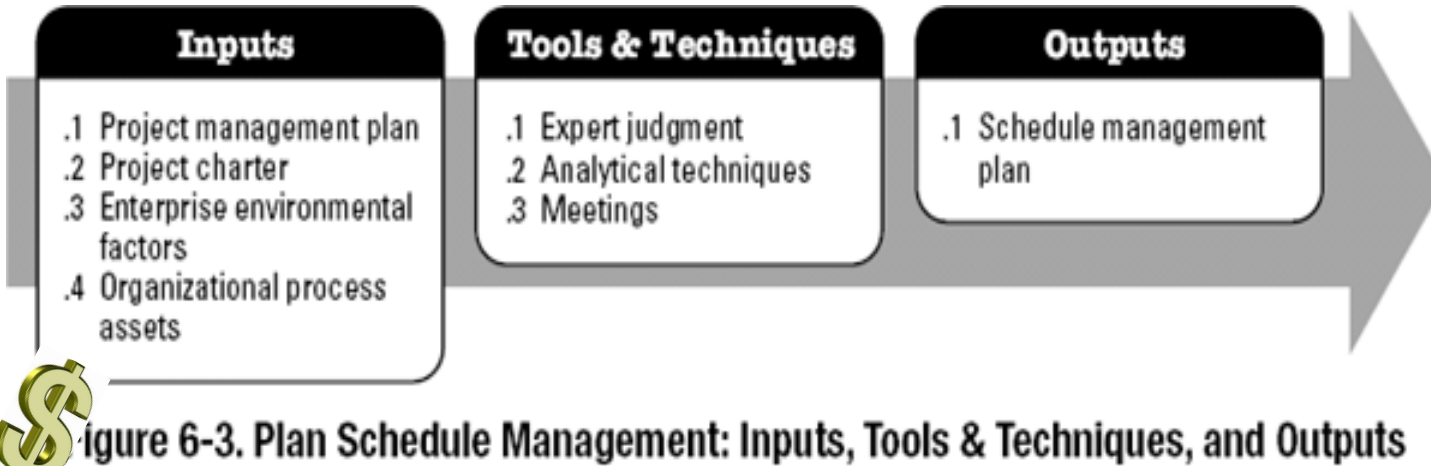 Inputs
.1 Project management plan
.2 Project charter
.3 Enterprise environmental
factors
.4 Organizational process
assets
Tools & Techniques
.1 Expert judgment
.2 Analytical techniques
.3 Meetings
Outputs
.1 Schedule management
plan
$
igure 6-3. Plan Schedule Management: Inputs, Tools & Techniques, and Outputs